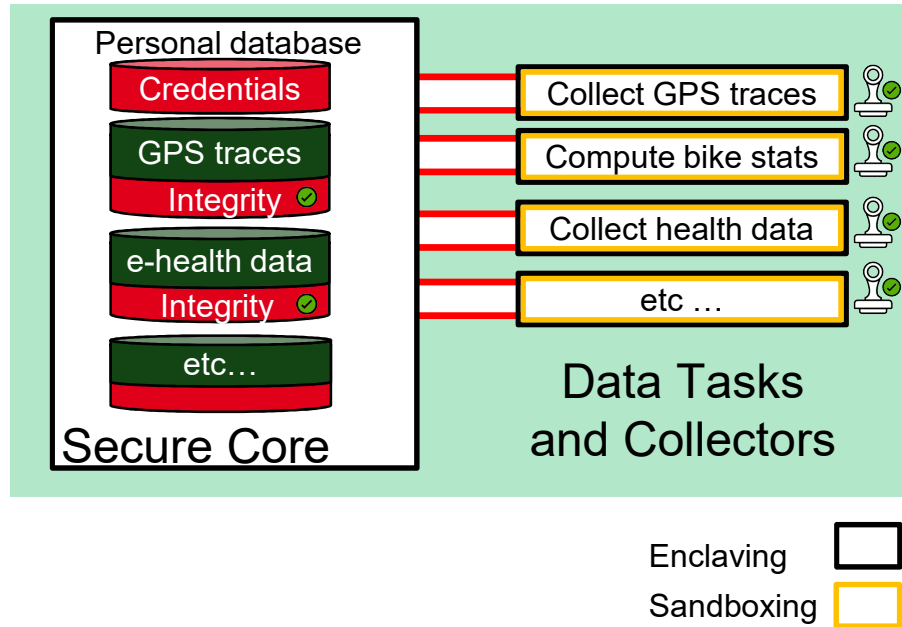 Personal database
Credentials
GPS traces
Integrity
e-health data
Integrity
etc…
Secure Core
Collect GPS traces
Compute bike stats
Collect health data
etc …
Data Tasks
and Collectors
Enclaving
Sandboxing